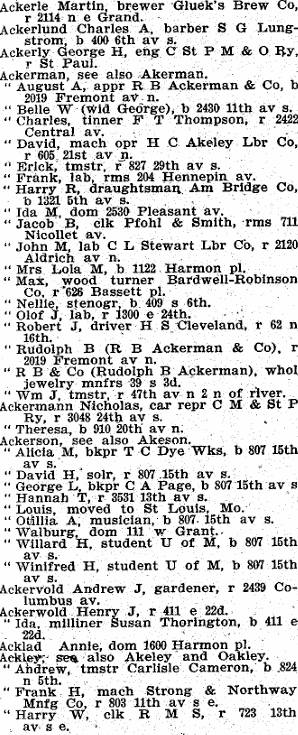 Ackerle Martin, brewer Gluek's Brew Co,
r 2114 n e Grand.
Ackerlund Charles A, barber S G Lung-
strom, b 400 6th av s.
Ackerly George H, eng C St P M & O Ry,
r St Paul.
Ackerman, see also Akerman.
" August A, appr R B Ackerman & Co, b
2019 Fremont av n.
" Belle W (wid George), b 2430 11th av s.
" Charles, tinner F T Thompson, r 2422
Central av.
" David, mach opr H C Akeley Lbr Co,
r 605 21st av n.
" Erick, tmstr, r 827 29th av s.
" Frank, lab, rms 204 Hennepin av.
" Harry R, draughtsman Am Bridge Co,
b 1321 5th av s.
" Ida M, dom 2530 Pleasant av.
" Jacob B, clk Pfohl & Smith, rms 711
Nicollet av.
" John M, lab C L Stewart Lbr Co, r 2120
Aldrich av n.
" Mrs Lola M, b 1122 Harmon pl.
" Max, wood turner Bardwell-Robinson
Co, r 626 Bassett pl.
" Nellie, stenogr, b 409 s 6th.
" Olof J, lab, r 1300 e 24th.
" Robert J, driver H S Cleveland, r 62 n
16th.
" Rudolph B (R B Ackerman & Co), r
2019 Fremont av n.
" R B & Co (Rudolph B Ackerman), whol
jewelry mnfrs 39 s 3d.
" Wm J, tmstr, r 47th av n 2 n of river.
Ackermann Nicholas, car repr C M & St P
Ry, r 3048 24th av s.
" Theresa, b 910 20th av n.
Ackerson, see also Akeson.
" Alicia M, bkpr T C Dye Wks, b 807 15th
av s.
" David H, solr, r 807 15th av s.
" George L, bkpr C A Page, b 807 15th av s
" Hannah T, r 3531 13th av s.
" Louis, moved to St Louis, Mo.
" Otillia A, musician, b 807 15th av s.
" Walburg, dom 111 w Grant.
" Willard H, student U of M, b 807 15th
av s.
" Winifred H, student U of M, b 807 15th
av s.
Ackervold Andrew J, gardener, r 2439 Co-
lumbus av.
Ackerwold Henry J, r 411 e 22d.
" Ida, milliner Susan Thorington, b 411 e
22d.
Acklad Annie, dom 1600 Harmon pl.
Ackley, see also Akeley and Oakley.
" Andrew, tmstr Carlisle Cameron, b 824
n 5th.
" Frank H, mach Strong & Northway
Mnfg Co, r 803 11th av s e.
" Harry W, clk R M S, r 723 13th
av s e.